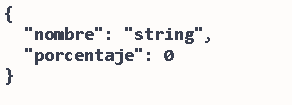 {
  "nombre": "string",
  "porcentaje": 0
}